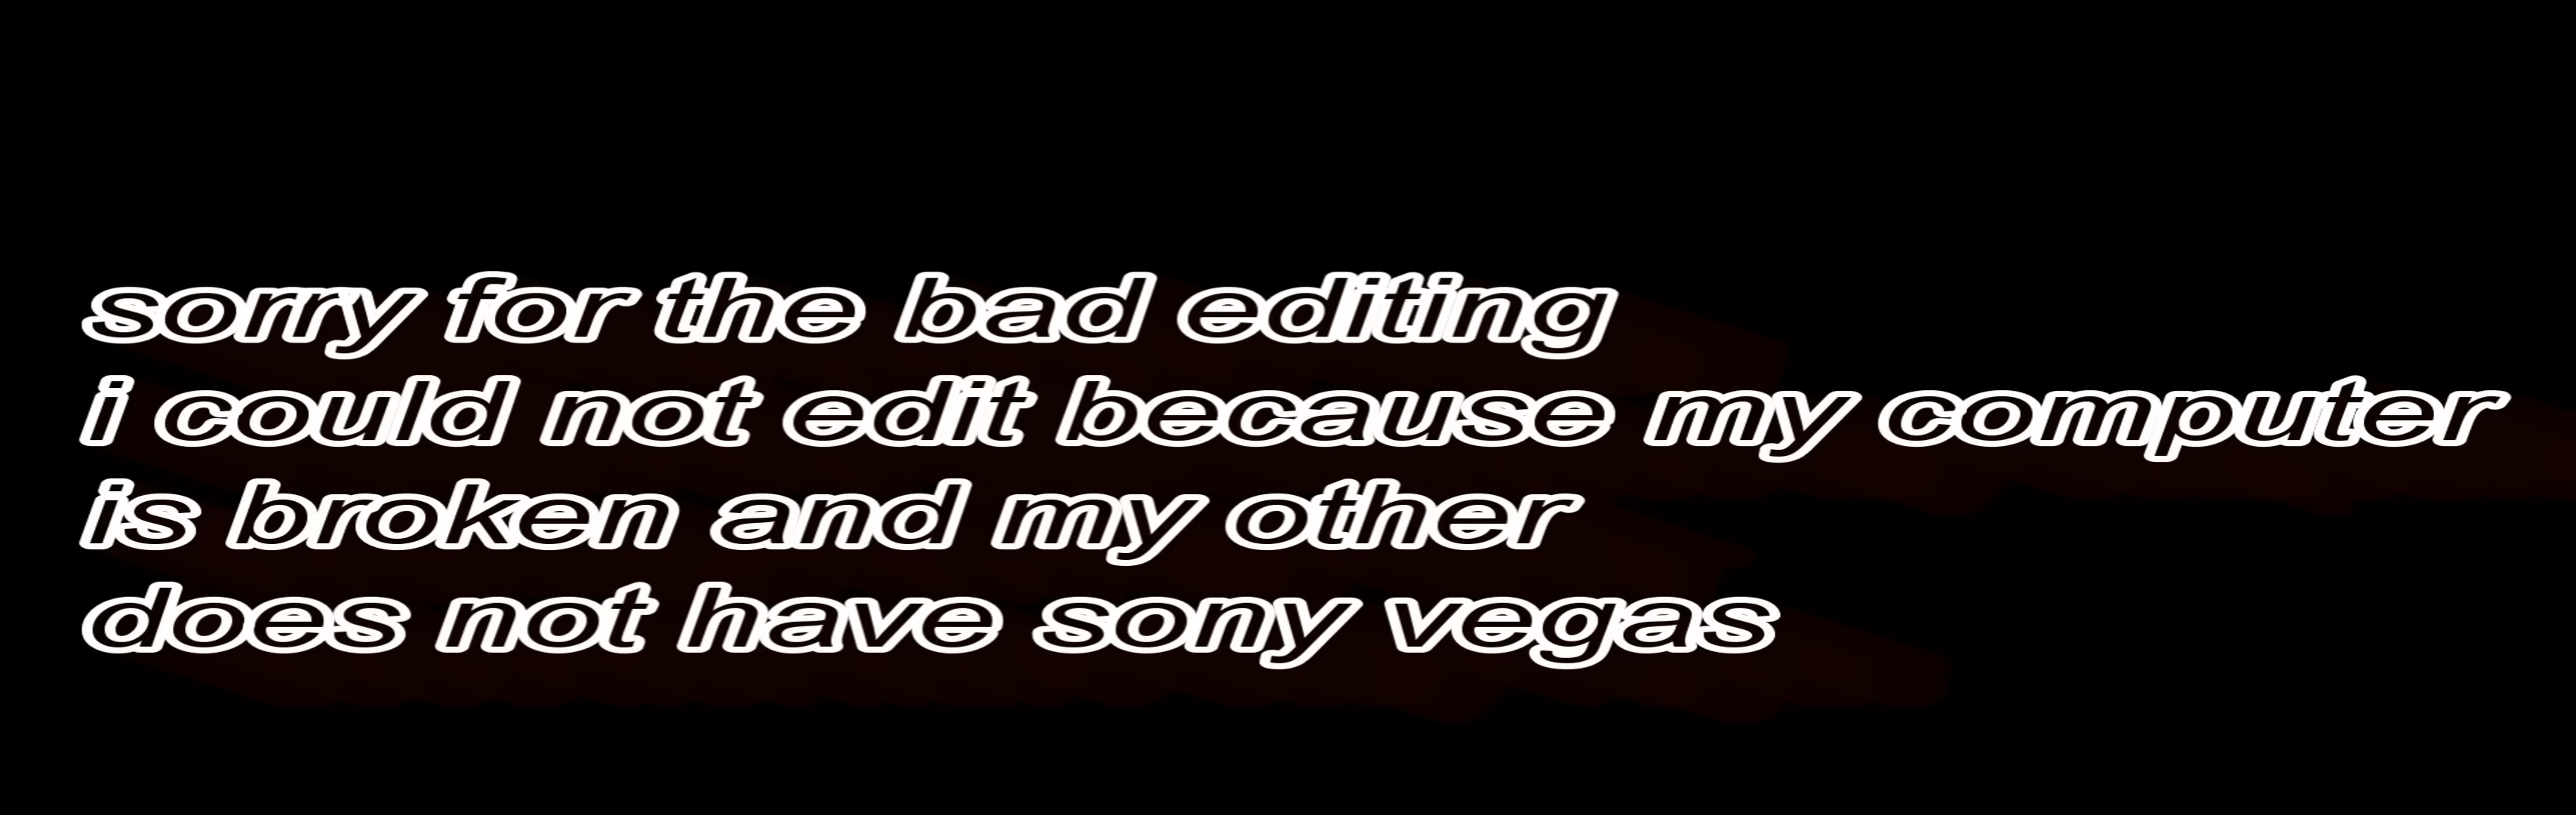 sorry for the bad editing
i could not edit because my computer
is broken and my other
does not have sony vegas